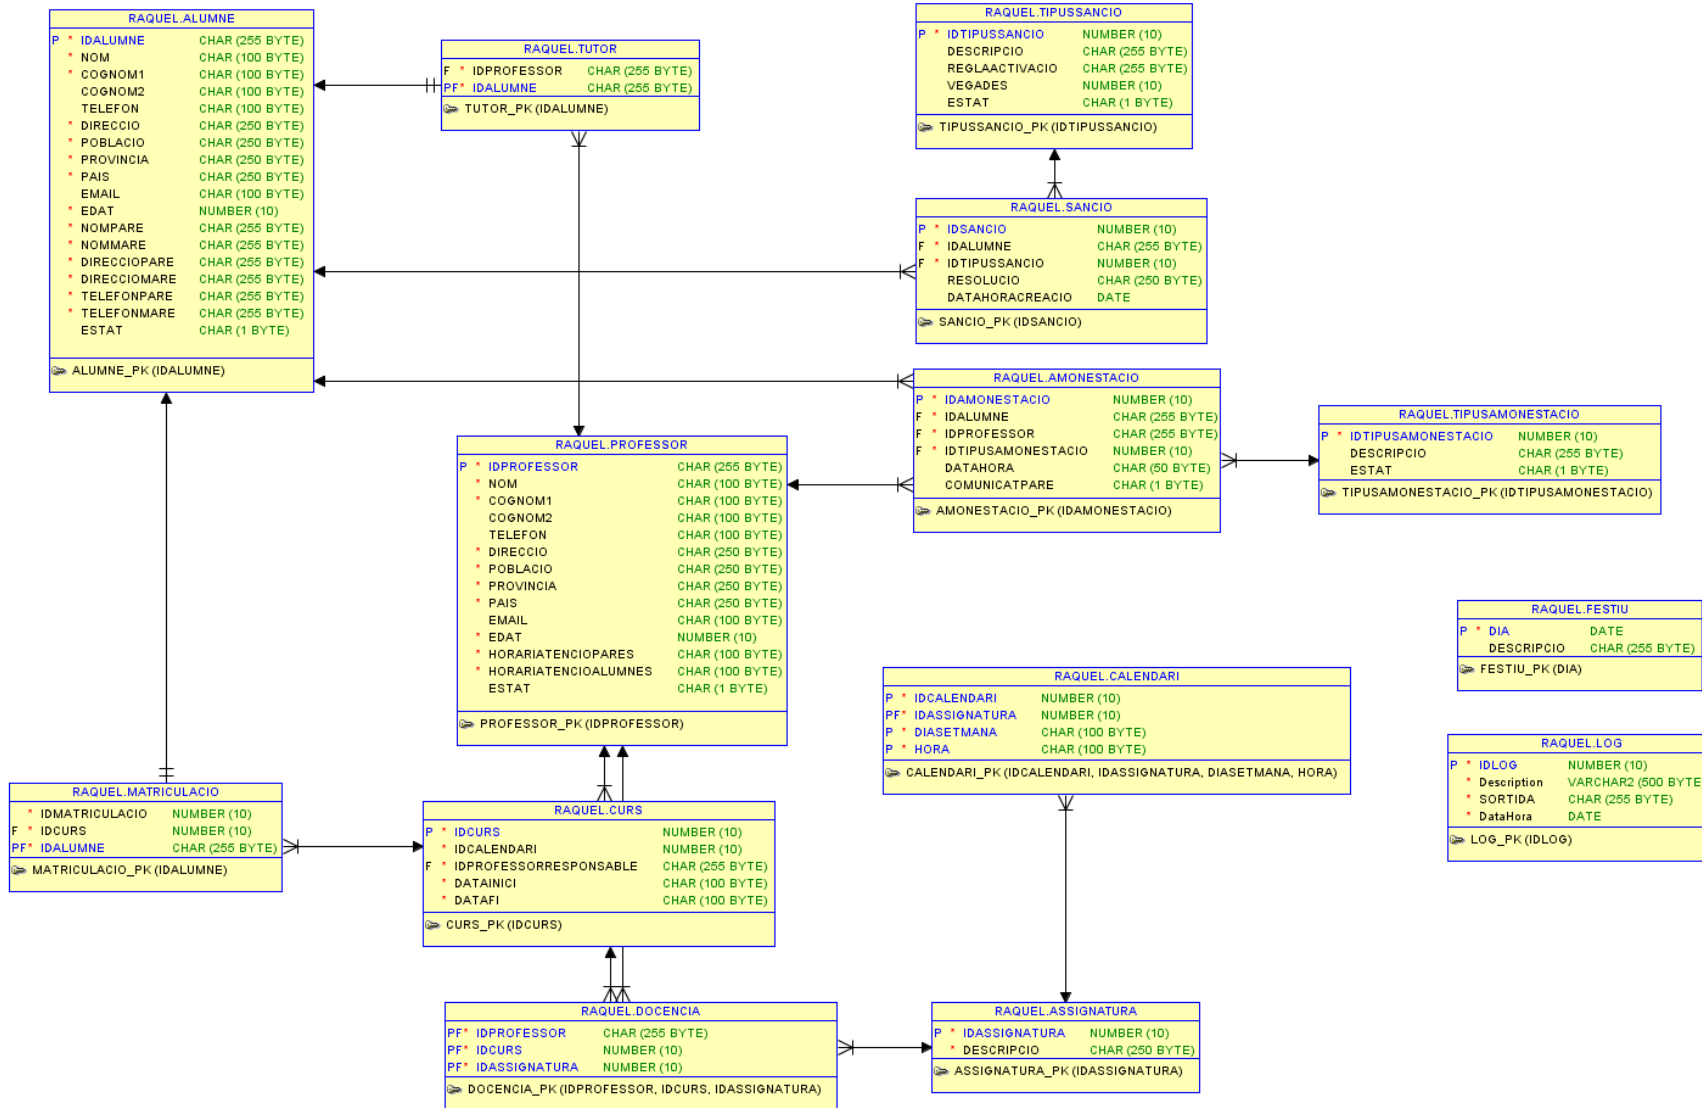 RAQUEL.ALUMNE
P * IDALUMNE CHAR (255 BYTE)
* NOM CHAR (100 BYTE)
* COGNOM1 CHAR (100 BYTE)
COGNOM2 CHAR (100 BYTE)
TELEFON CHAR (100 BYTE)
* DIRECCIO CHAR (250 BYTE)
* POBLACIO CHAR (250 BYTE)
* PROVINCIA CHAR (250 BYTE)
* PAIS CHAR (250 BYTE)
EMAIL CHAR (100 BYTE)
* EDAT NUMBER (10)
* NOMPARE CHAR (255 BYTE)
* NOMMARE CHAR (255 BYTE)
* DIRECCIOPARE CHAR (255 BYTE)
* DIRECCIOMARE CHAR (255 BYTE)
* TELEFONPARE CHAR (255 BYTE)
* TELEFONMARE CHAR (255 BYTE)
ESTAT CHAR (1 BYTE)
ALUMNE_PK (IDALUMNE)
RAQUEL.TUTOR
F * IDPROFESSOR CHAR (255 BYTE)
PF* IDALUMNE CHAR (255 BYTE)
TUTOR_PK (IDALUMNE)
RAQUEL.TIPUSSANCIO
P * IDTIPUSSANCIO NUMBER (10)
DESCRIPCIO CHAR (255 BYTE)
REGLAACTIVACIO CHAR (255 BYTE)
VEGADES NUMBER (10)
ESTAT CHAR (1 BYTE)
TIPUSSANCIO_PK (IDTIPUSSANCIO)
RAQUEL.SANCIO
P * IDSANCIO NUMBER (10)
F * IDALUMNE CHAR (255 BYTE)
F * IDTIPUSSANCIO NUMBER (10)
RESOLUCIO CHAR (250 BYTE)
DATAHORACREACIO DATE
SANCIO_PK (IDSANCIO)
RAQUEL.AMONESTACIO
P * IDAMONESTACIO NUMBER (10)
F * IDALUMNE CHAR (255 BYTE)
F * IDPROFESSOR CHAR (255 BYTE)
F * IDTIPUSAMONESTACIO NUMBER (10)
DATAHORA CHAR (50 BYTE)
COMUNICATPARE CHAR (1 BYTE)
AMONESTACIO_PK (IDAMONESTACIO)
RAQUEL.TIPUSAMONESTACIO
P * IDTIPUSAMONESTACIO NUMBER (10)
DESCRIPCIO CHAR (255 BYTE)
ESTAT CHAR (1 BYTE)
TIPUSAMONESTACIO_PK (IDTIPUSAMONESTACIO)
RAQUEL.PROFESSOR
P * IDPROFESSOR CHAR (255 BYTE)
* NOM CHAR (100 BYTE)
* COGNOM1 CHAR (100 BYTE)
COGNOM2 CHAR (100 BYTE)
TELEFON CHAR (100 BYTE)
* DIRECCIO CHAR (250 BYTE)
* POBLACIO CHAR (250 BYTE)
* PROVINCIA CHAR (250 BYTE)
* PAIS CHAR (250 BYTE)
EMAIL CHAR (100 BYTE)
* EDAT NUMBER (10)
* HORARIATENCIOPARES CHAR (100 BYTE)
* HORARIATENCIOALUMNES CHAR (100 BYTE)
ESTAT CHAR (1 BYTE)
PROFESSOR_PK (IDPROFESSOR)
RAQUEL.FESTIU
P * DIA DATE
DESCRIPCIO CHAR (255 BYTE)
FESTIU_PK (DIA)
RAQUEL.CALENDARI
P * IDCALENDARI NUMBER (10)
PF* IDASSIGNATURA NUMBER (10)
P * DIASETMANA CHAR (100 BYTE)
P * HORA CHAR (100 BYTE)
CALENDARI_PK (IDCALENDARI, IDASSIGNATURA, DIASETMANA, HORA)
RAQUEL.LOG
P * IDLOG NUMBER (10)
* Description VARCHAR2 (500 BYTE
* SORTIDA CHAR (255 BYTE)
* DataHora DATE
LOG_PK (IDLOG)
RAQUEL.MATRICULACIO
* IDMATRICULACIO NUMBER (10)
F * IDCURS NUMBER (10)
PF* IDALUMNE CHAR (255 BYTE)
MATRICULACIO_PK (IDALUMNE)
RAQUEL.CURS
P * IDCURS NUMBER (10)
* IDCALENDARI NUMBER (10)
F * IDPROFESSORRESPONSABLE CHAR (255 BYTE)
* DATAINICI CHAR (100 BYTE)
* DATAFI CHAR (100 BYTE)
CURS_PK (IDCURS)
RAQUEL.DOCENCIA
PF* IDPROFESSOR CHAR (255 BYTE)
PF* IDCURS NUMBER (10)
PF* IDASSIGNATURA NUMBER (10)
DOCENCIA_PK (IDPROFESSOR, IDCURS, IDASSIGNATURA)
RAQUEL.ASSIGNATURA
P * IDASSIGNATURA NUMBER (10)
* DESCRIPCIO CHAR (250 BYTE)
ASSIGNATURA_PK (IDASSIGNATURA)